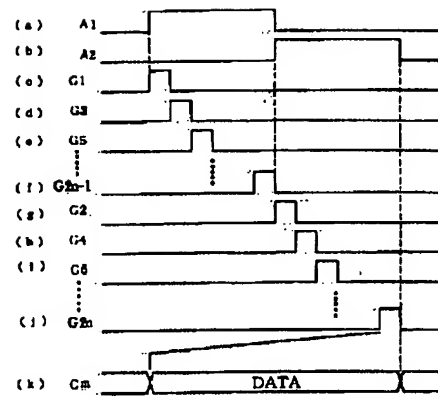 (a) A1
(b) A2
(c) G1
(d) G3
(e) G5
(f) G2n-1
(g) G2
(h) G4
(i) G6
(j) G2n
(k) Cm DATA